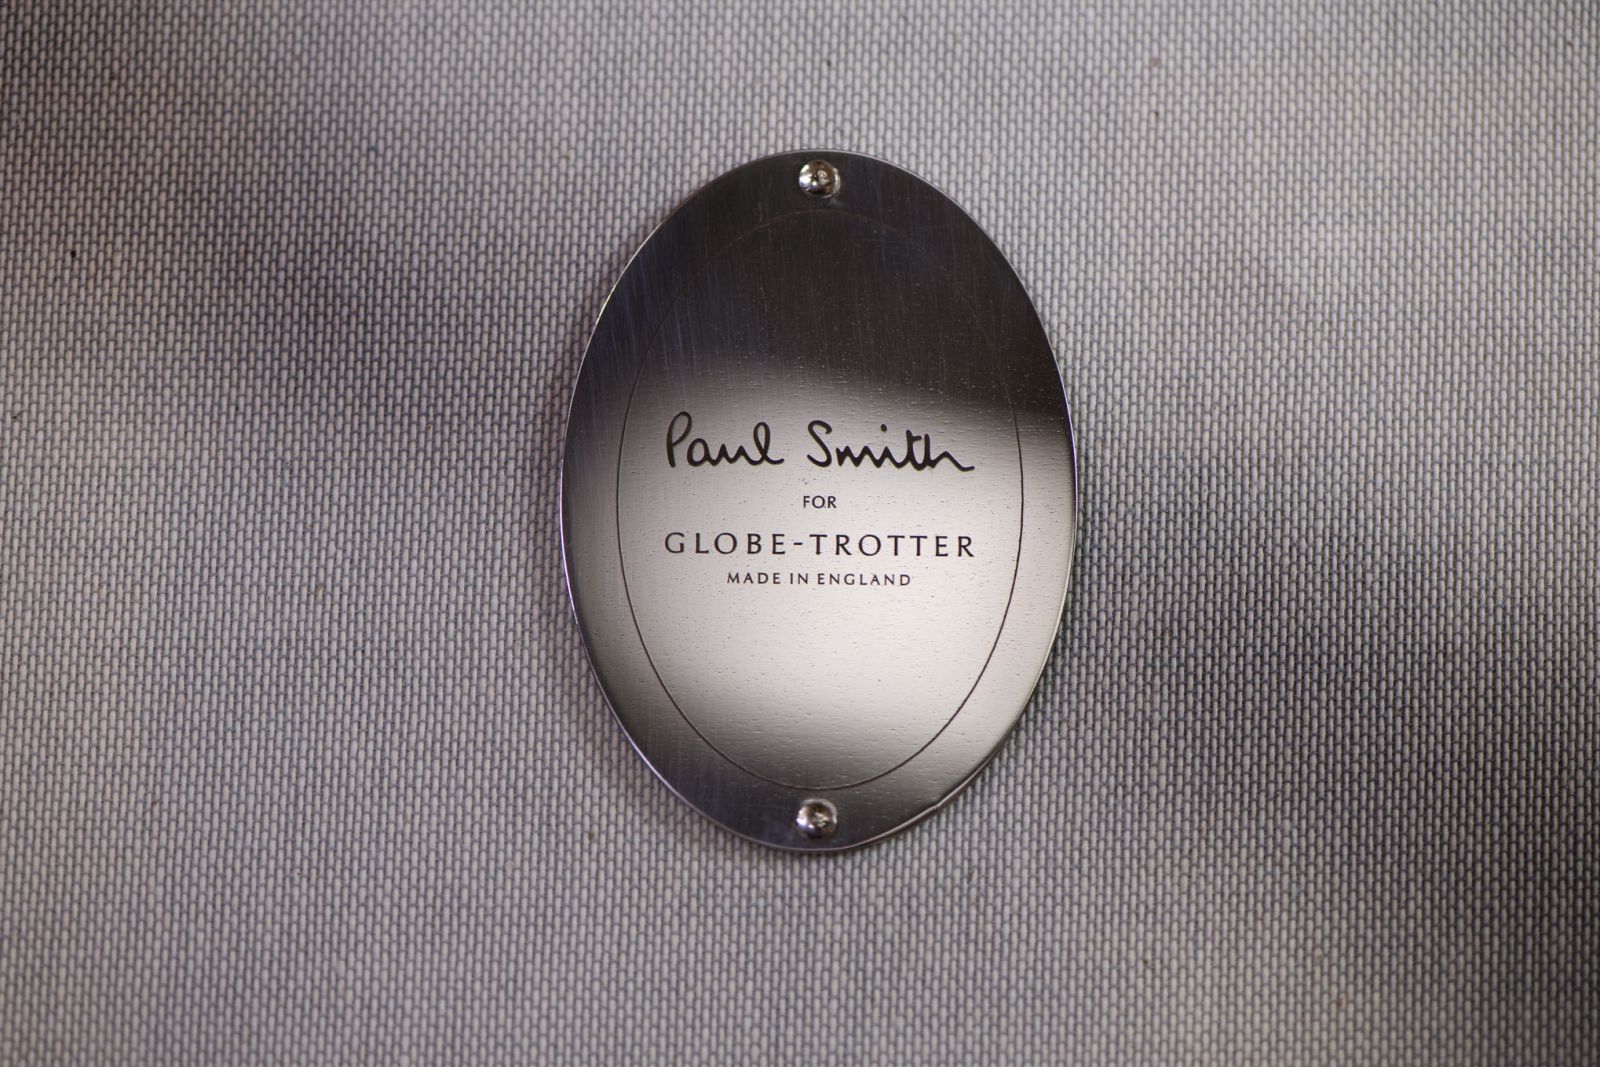 Paul Smith
FOR
GLOBE-TROTTER
MADE IN ENGLAND